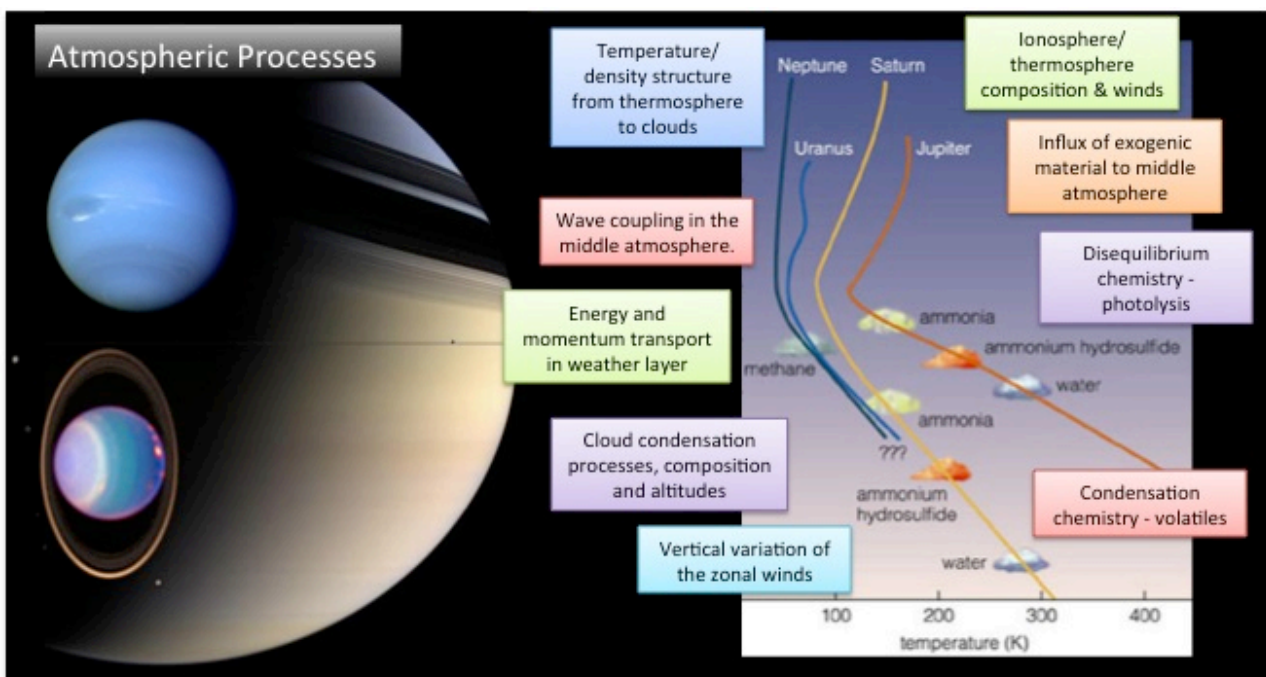 Atmospheric Processes
Temperature/
density structure
from thermosphere
to clouds
Neptune
Saturn
Ionosphere/
thermosphere
composition & winds
Uranus
Jupiter
Influx of exogenic
material to middle
atmosphere
Wave coupling in the
middle atmosphere.
Disequilibrium
chemistry -
photolysis
Energy and
momentum transport
in weather layer
ammonia
ammonium hydrosulfide
methane
water
ammonia
Cloud condensation
processes, composition
and altitudes
???
ammonium
hydrosulfide
Condensation
chemistry - volatiles
Vertical variation of
the zonal winds
water
100 200 300 400
temperature (K)